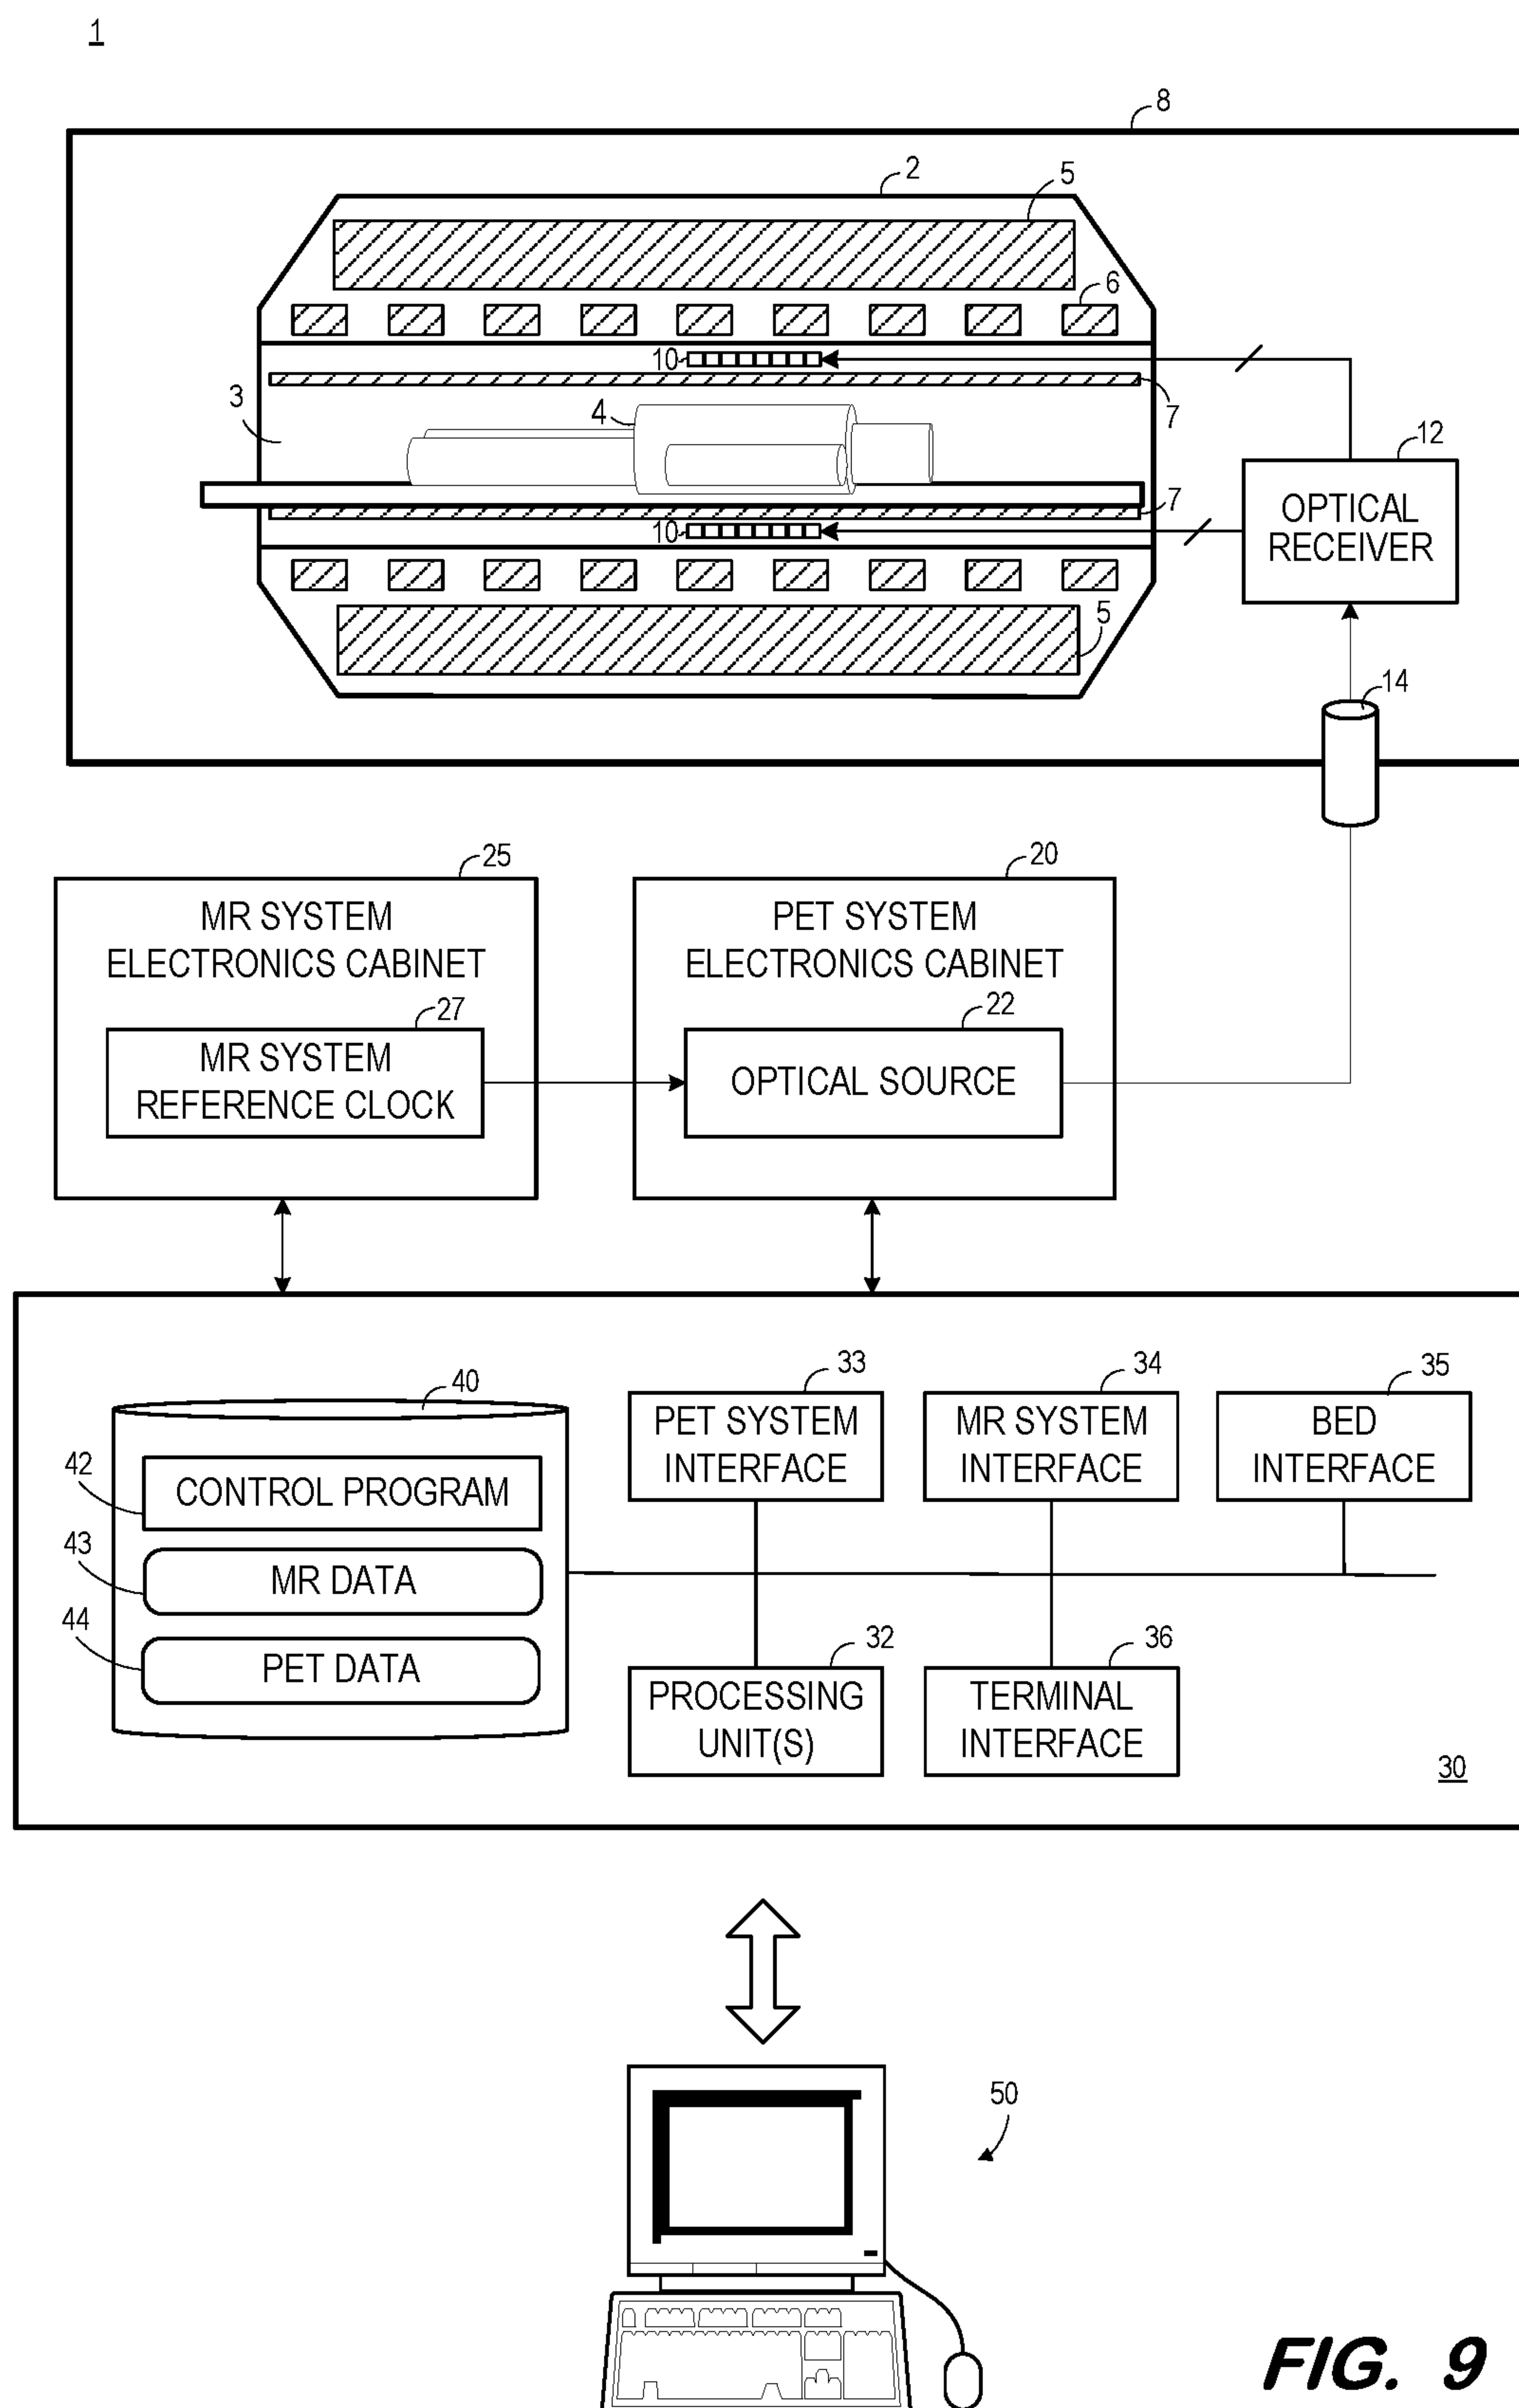 1
8
2
5
6
10
3
4
7
12
OPTICAL
RECEIVER
7
10
5
14
25
MR SYSTEM
ELECTRONICS CABINET
27
MR SYSTEM
REFERENCE CLOCK
20
PET SYSTEM
ELECTRONICS CABINET
22
OPTICAL SOURCE
40
42
CONTROL PROGRAM
43
MR DATA
44
PET DATA
33
PET SYSTEM
INTERFACE
34
MR SYSTEM
INTERFACE
35
BED
INTERFACE
32
PROCESSING
UNIT(S)
36
TERMINAL
INTERFACE
30
50
FIG. 9